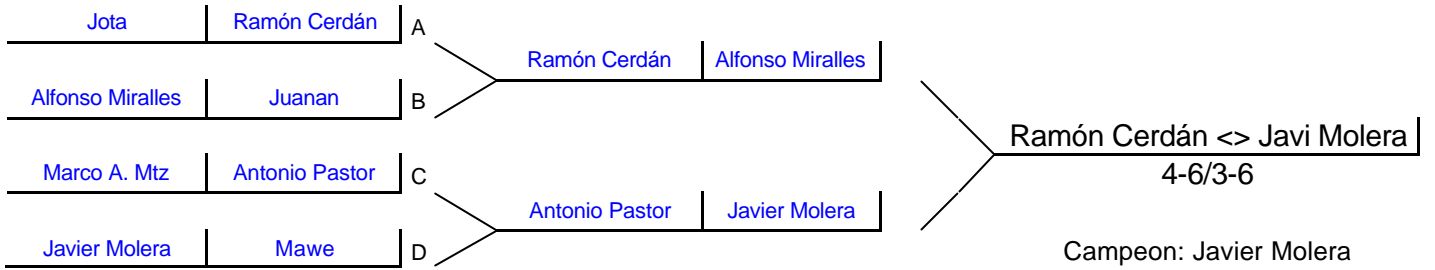 Jota Ramón Cerdán A
Ramón Cerdán Alfonso Miralles
Alfonso Miralles Juanan B
Ramón Cerdán <> Javi Molera
4-6/3-6
Marco A. Mtz Antonio Pastor C
Antonio Pastor Javier Molera
Javier Molera Mawe D
Campeon: Javier Molera